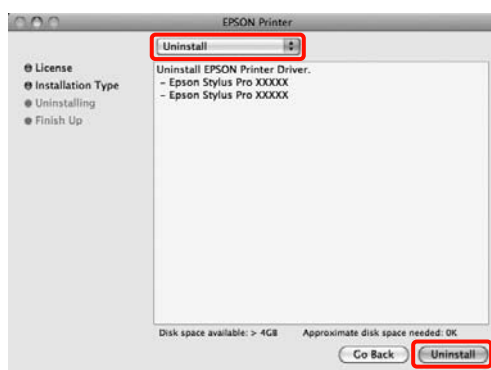 EPSON Printer
Uninstall
License
Installation Type
Uninstalling
Finish Up
Uninstall EPSON Printer Driver.
– Epson Stylus Pro XXXXX
– Epson Stylus Pro XXXXX
Disk space available: > 4GB Approximate disk space needed: 0K
Go Back Uninstall